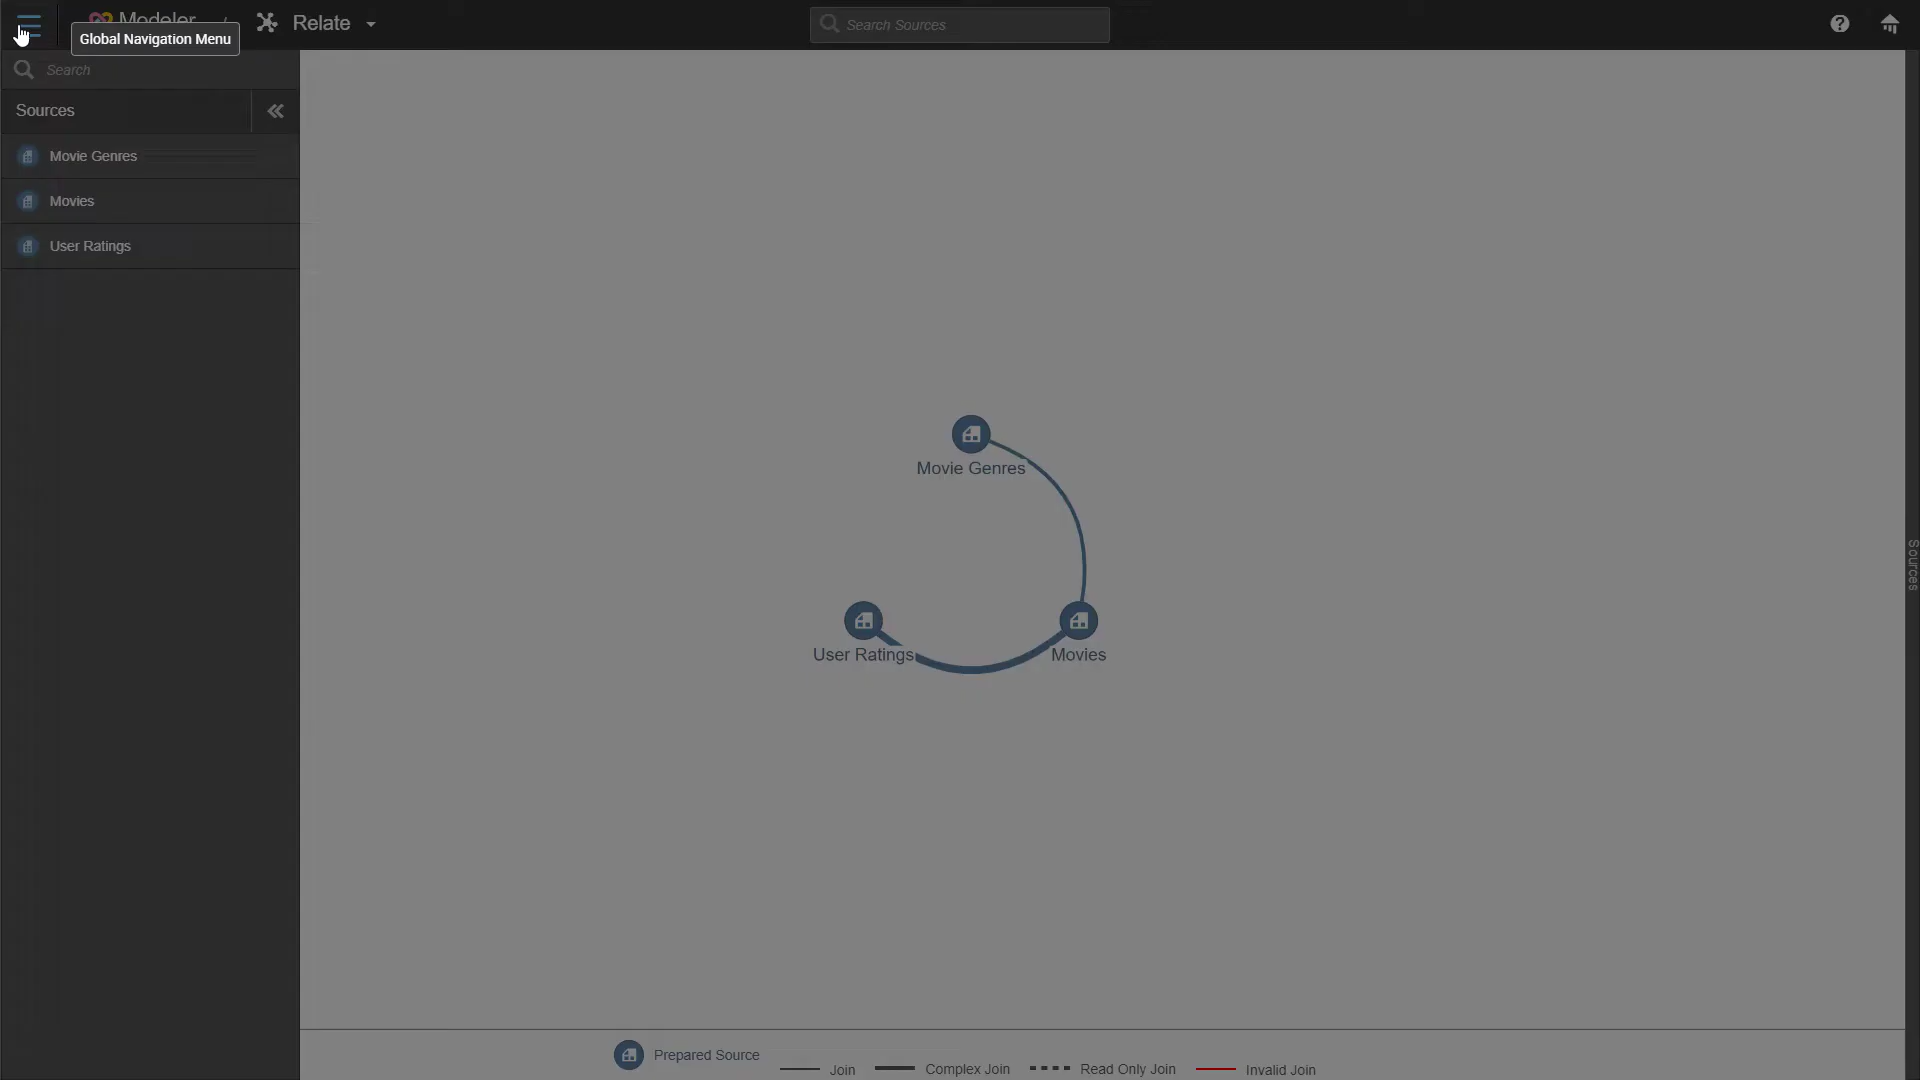 Modeler
Relate
Search Sources
Global Navigation Menu
Search
Sources
Movie Genres
Movies
User Ratings
Movie Genres
User Ratings
Movies
Sources
Prepared Source
Join
Complex Join
Read Only Join
Invalid Join